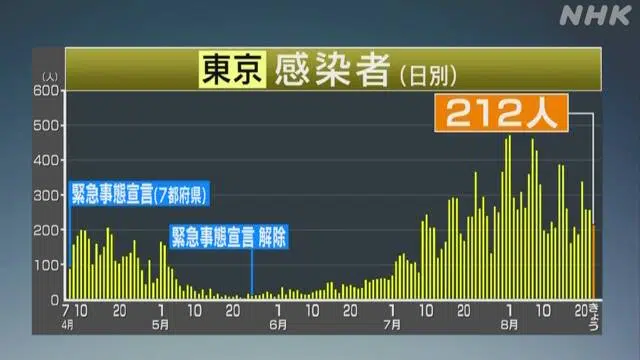 NHK
東京 感染者(日別)
(人)
212人
600
500
400
300
200
100
0
緊急事態宣言(7都府県)
緊急事態宣言 解除
7 10 20 1 10 20 1 10 20 1 10 20 1 10 20 きょう
4月 5月 6月 7月 8月